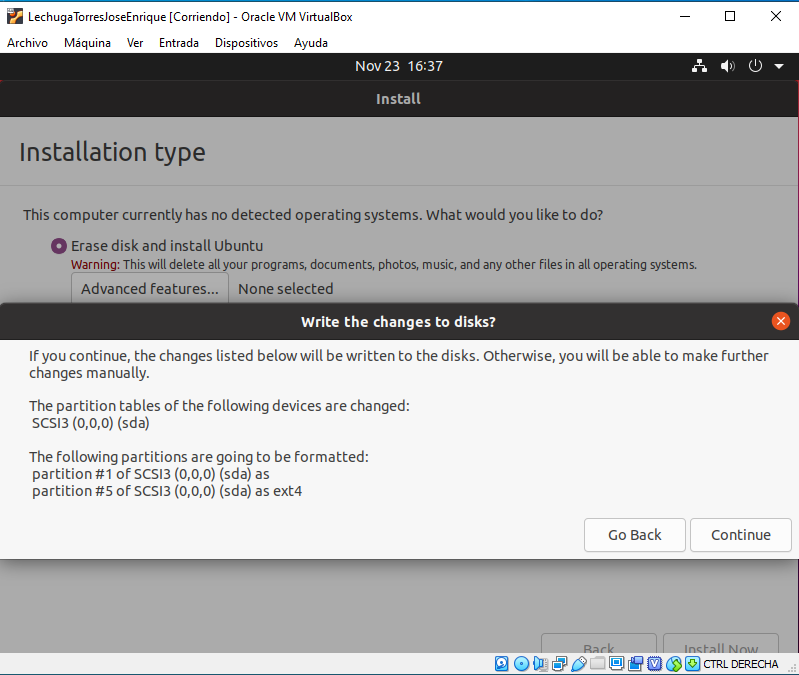 LechugaTorresJoseEnrique [Corriendo] - Oracle VM VirtualBox
Archivo Máquina Ver Entrada Dispositivos Ayuda
Nov 23 16:37
Install
Installation type
This computer currently has no detected operating systems. What would you like to do?
Erase disk and install Ubuntu
Warning: This will delete all your programs, documents, photos, music, and any other files in all operating systems.
Advanced features... None selected
Write the changes to disks?
If you continue, the changes listed below will be written to the disks. Otherwise, you will be able to make further
changes manually.
The partition tables of the following devices are changed:
SCSI3 (0,0,0) (sda)
The following partitions are going to be formatted:
partition #1 of SCSI3 (0,0,0) (sda) as
partition #5 of SCSI3 (0,0,0) (sda) as ext4
Go Back Continue
Back Install Now
CTRL DERECHA